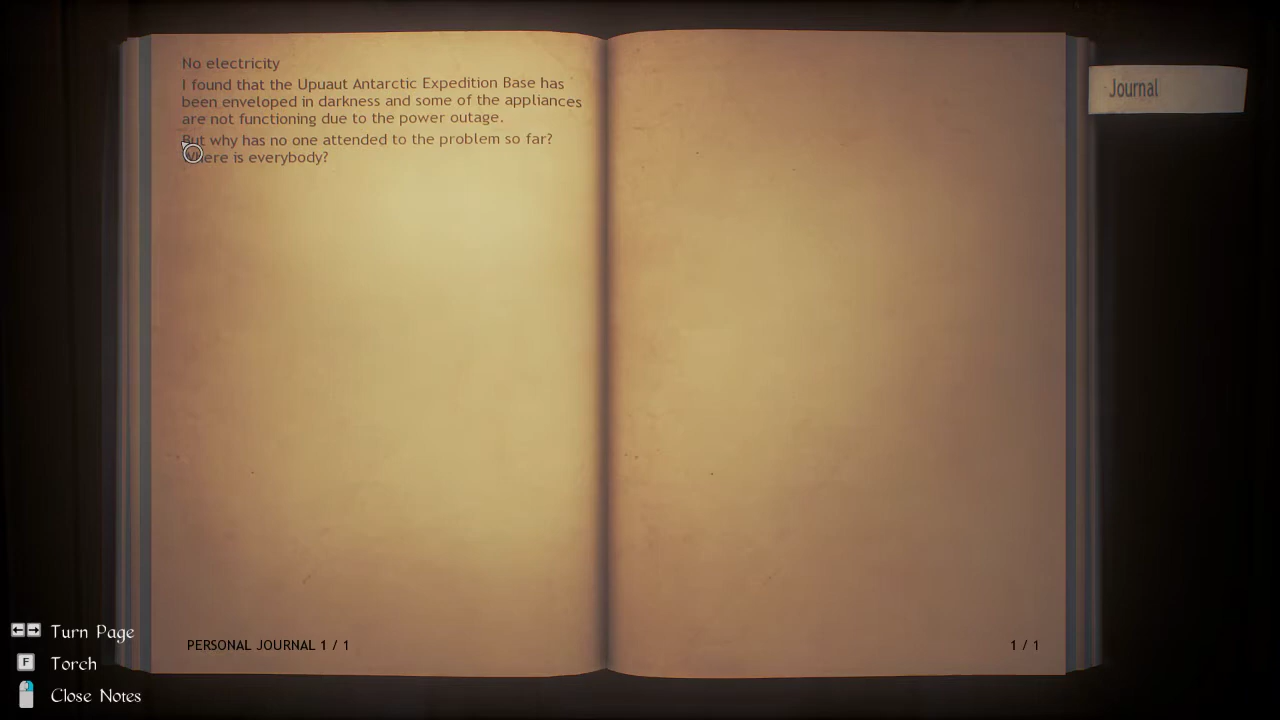 No electricity
I found that the Upuaut Antarctic Expedition Base has
been enveloped in darkness and some of the appliances
are not functioning due to the power outage.
But why has no one attended to the problem so far?
Where is everybody?
PERSONAL JOURNAL 1 / 1
1 / 1
Journal
Turn Page
F Torch
Close Notes